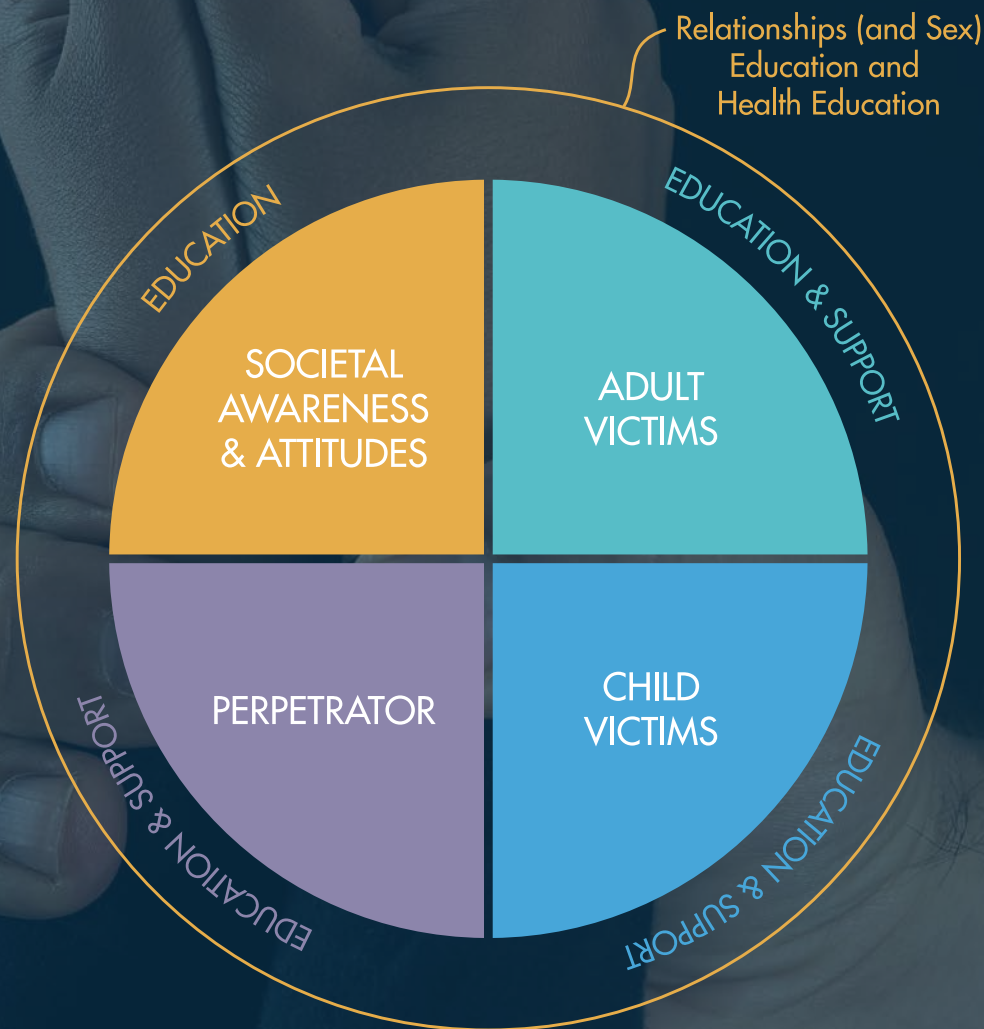 Relationships (and Sex)
Education and
Health Education
EDUCATION
EDUCATION & SUPPORT
SOCIETAL
AWARENESS
& ATTITUDES
ADULT
VICTIMS
PERPETRATOR
CHILD
VICTIMS
EDUCATION & SUPPORT
EDUCATION & SUPPORT